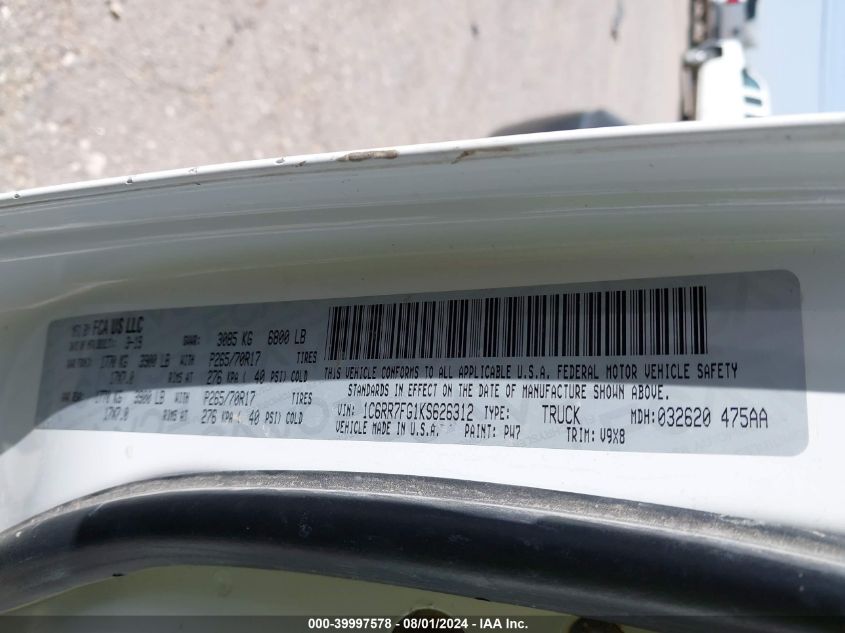 MFD BY FCA US LLC
3-19 GVWR: 3085 KG 6800 LB
1770 KG 3900 LB WITH P265/70R17 TIRES
17X7.0 RIMS AT 276 KPA ( 40 PSI) COLD
1770 KG 3900 LB WITH P265/70R17 TIRES
17X7.0 RIMS AT 276 KPA ( 40 PSI) COLD
THIS VEHICLE CONFORMS TO ALL APPLICABLE U.S.A. FEDERAL MOTOR VEHICLE SAFETY
STANDARDS IN EFFECT ON THE DATE OF MANUFACTURE SHOWN ABOVE.
VIN: 1C6RR7FG1KS626312 TYPE: TRUCK MDH: 032620 475AA
VEHICLE MADE IN U.S.A. PAINT: PW7 TRIM: V9X8
000-39997578 - 08/01/2024 - IAA Inc.